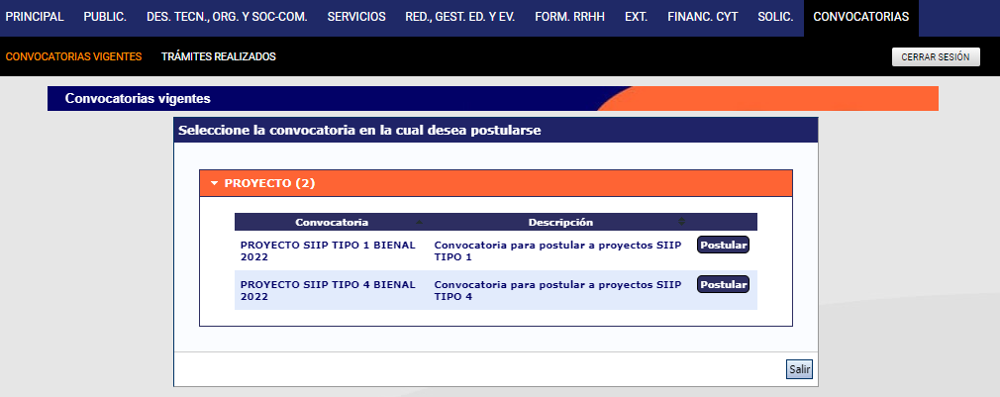 PRINCIPAL PUBLIC. DES. TECN., ORG. Y SOC-COM. SERVICIOS RED., GEST. ED. Y EV. FORM. RRHH EXT. FINANC. CYT SOLIC. CONVOCATORIAS
CONVOCATORIAS VIGENTES TRÁMITES REALIZADOS CERRAR SESIÓN
Convocatorias vigentes
Seleccione la convocatoria en la cual desea postularse
PROYECTO (2)
Convocatoria Descripción
PROYECTO SIIP TIPO 1 BIENAL Convocatoria para postular a proyectos SIIP Postular
2022 TIPO 1
PROYECTO SIIP TIPO 4 BIENAL Convocatoria para postular a proyectos SIIP Postular
2022 TIPO 4
Salir